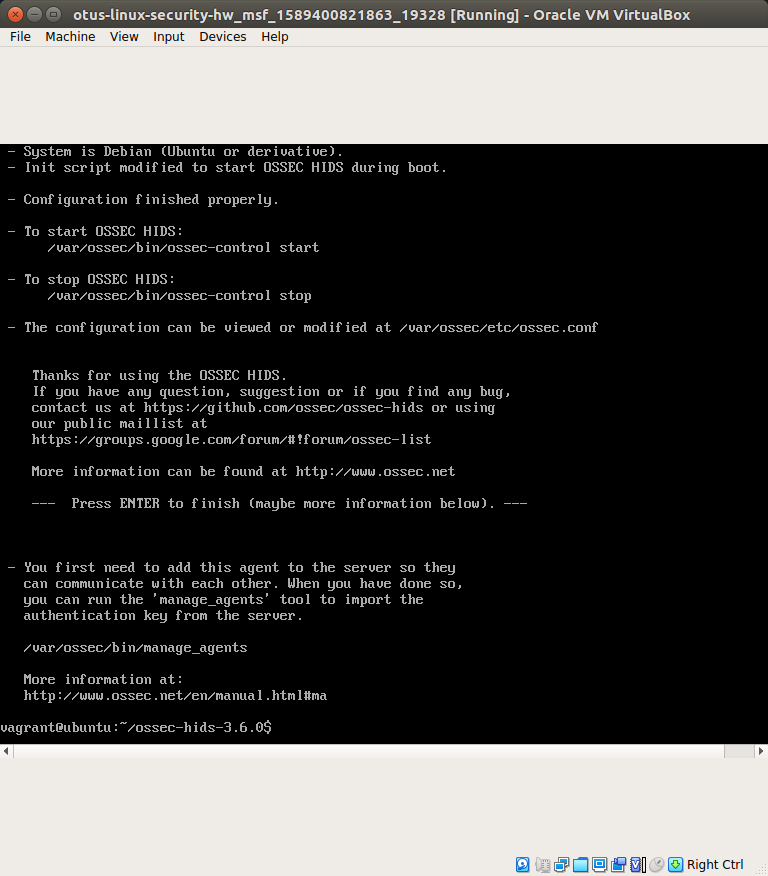 otus-linux-security-hw_msf_1589400821863_19328 [Running] - Oracle VM VirtualBox
File Machine View Input Devices Help
- System is Debian (Ubuntu or derivative).
- Init script modified to start OSSEC HIDS during boot.
- Configuration finished properly.
- To start OSSEC HIDS:
/var/ossec/bin/ossec-control start
- To stop OSSEC HIDS:
/var/ossec/bin/ossec-control stop
- The configuration can be viewed or modified at /var/ossec/etc/ossec.conf
Thanks for using the OSSEC HIDS.
If you have any question, suggestion or if you find any bug,
contact us at https://github.com/ossec/ossec-hids or using
our public maillist at
https://groups.google.com/forum/#!forum/ossec-list
More information can be found at http://www.ossec.net
--- Press ENTER to finish (maybe more information below). ---
- You first need to add this agent to the server so they
can communicate with each other. When you have done so,
you can run the 'manage_agents' tool to import the
authentication key from the server.
/var/ossec/bin/manage_agents
More information at:
http://www.ossec.net/en/manual.html#ma
vagrant@ubuntu:~/ossec-hids-3.6.0$
Right Ctrl